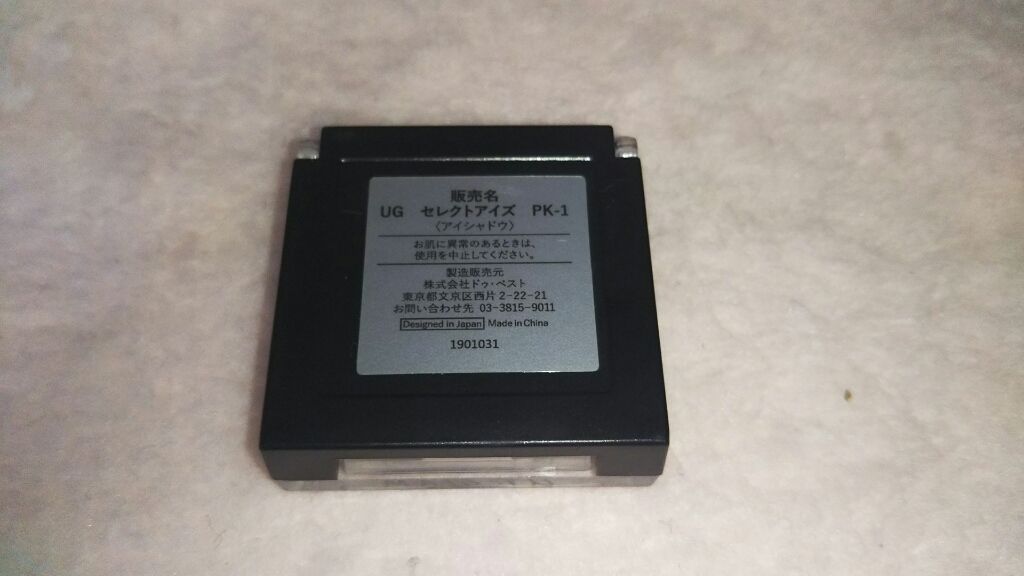 販売名
UG セレクトアイズ PK-1
〈アイシャドウ〉
お肌に異常のあるときは、
使用を中止してください。
製造販売元
株式会社ドゥ・ベスト
東京都文京区西片 2-22-21
お問い合わせ先 03-3815-9011
Designed in Japan Made in China
1901031